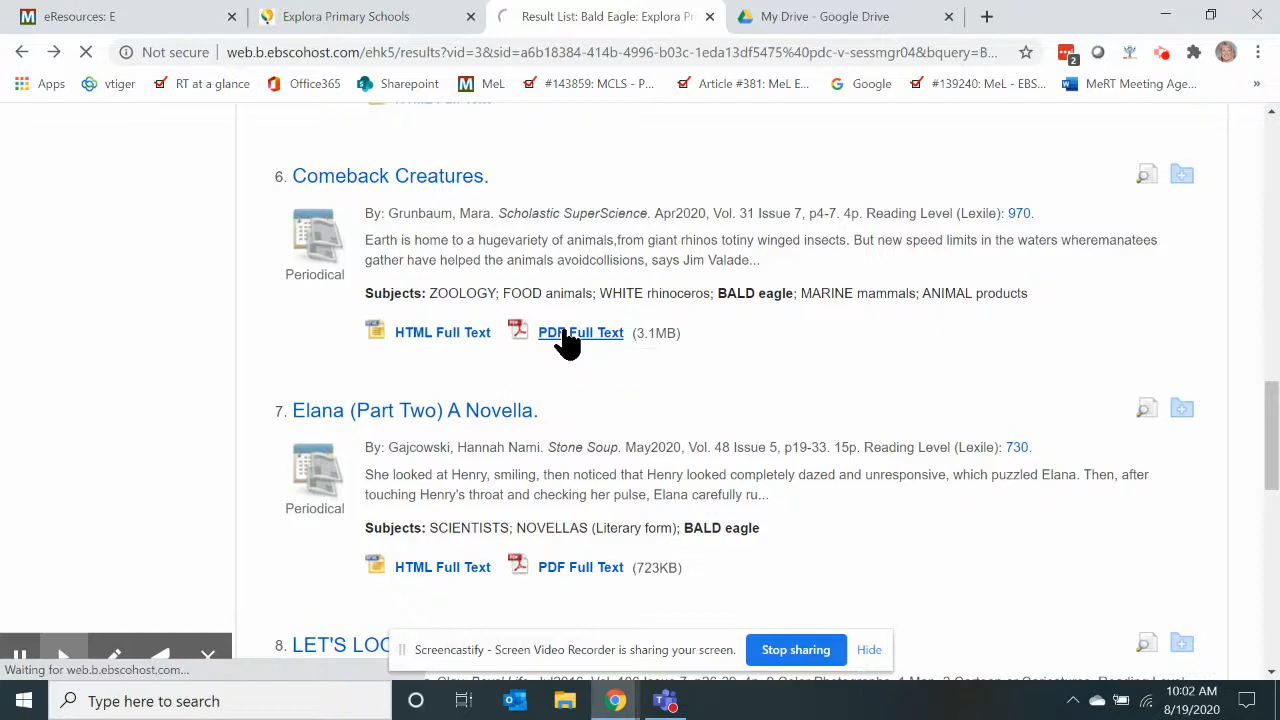 eResources: E
Explora Primary Schools
Result List: Bald Eagle: Explora Pr
My Drive - Google Drive
Not secure
web.b.ebscohost.com/ehk5/results?vid=3&sid=a6b18384-414b-4996-b03c-1eda13df5475%40pdc-v-sessmgr04&bquery=B...
2
Apps
vtiger
RT at a glance
Office365
Sharepoint
MeL
#143859: MCLS - P...
Article #381: MeL E...
Google
#139240: MeL - EBS...
MeRT Meeting Age...
»
HTML Full Text
6. Comeback Creatures.
By: Grunbaum, Mara. Scholastic SuperScience. Apr2020, Vol. 31 Issue 7, p4-7. 4p. Reading Level (Lexile): 970.
Earth is home to a hugevariety of animals,from giant rhinos totiny winged insects. But new speed limits in the waters wheremanatees
gather have helped the animals avoidcollisions, says Jim Valade...
Periodical
Subjects: ZOOLOGY; FOOD animals; WHITE rhinoceros; BALD eagle; MARINE mammals; ANIMAL products
HTML Full Text
PDF Full Text (3.1MB)
7. Elana (Part Two) A Novella.
By: Gajcowski, Hannah Nami. Stone Soup. May2020, Vol. 48 Issue 5, p19-33. 15p. Reading Level (Lexile): 730.
She looked at Henry, smiling, then noticed that Henry looked completely dazed and unresponsive, which puzzled Elana. Then, after
touching Henry's throat and checking her pulse, Elana carefully ru...
Periodical
Subjects: SCIENTISTS; NOVELLAS (Literary form); BALD eagle
HTML Full Text
PDF Full Text (723KB)
8. LET'S LOO
Screencastify - Screen Video Recorder is sharing your screen.
Stop sharing
Hide
Waiting for web.b.ebscohost.com...
Type here to search
10:02 AM
8/19/2020